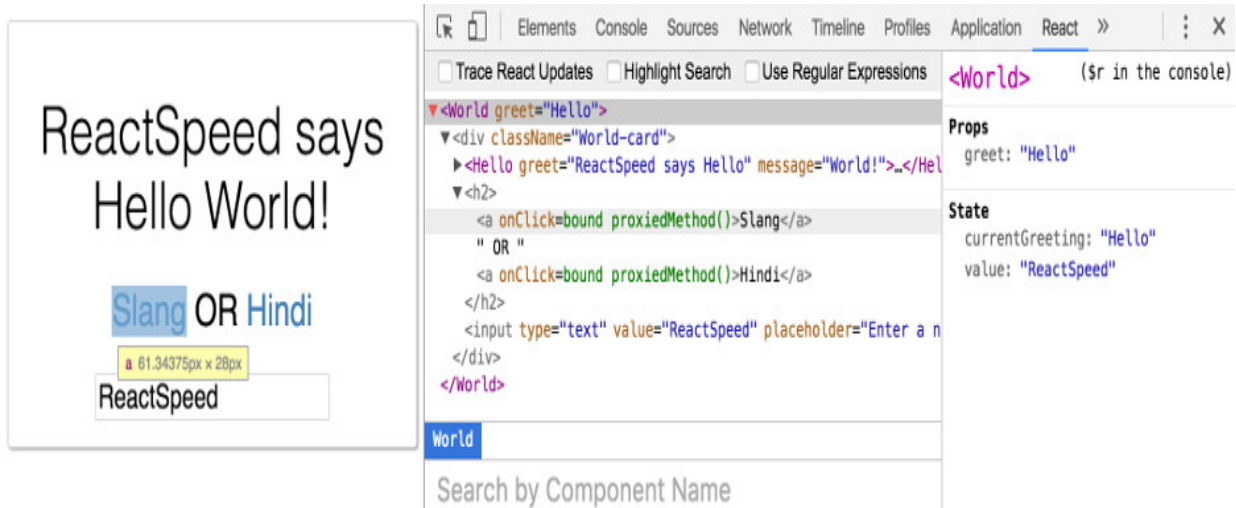 ReactSpeed says
Hello World!
Slang OR Hindi
a 61.34375px x 28px
ReactSpeed
Elements Console Sources Network Timeline Profiles Application React »
Trace React Updates Highlight Search Use Regular Expressions
▼<World greet="Hello">
▼<div className="World-card">
▶<Hello greet="ReactSpeed says Hello" message="World!">…</Hel
▼<h2>
<a onClick=bound proxiedMethod()>Slang</a>
" OR "
<a onClick=bound proxiedMethod()>Hindi</a>
</h2>
<input type="text" value="ReactSpeed" placeholder="Enter a n
</div>
</World>
World
Search by Component Name
<World> ($r in the console)
Props
greet: "Hello"
State
currentGreeting: "Hello"
value: "ReactSpeed"